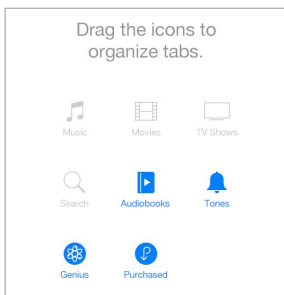 Drag the icons to
organize tabs.
Music Movies TV Shows
Search Audiobooks Tones
Genius Purchased